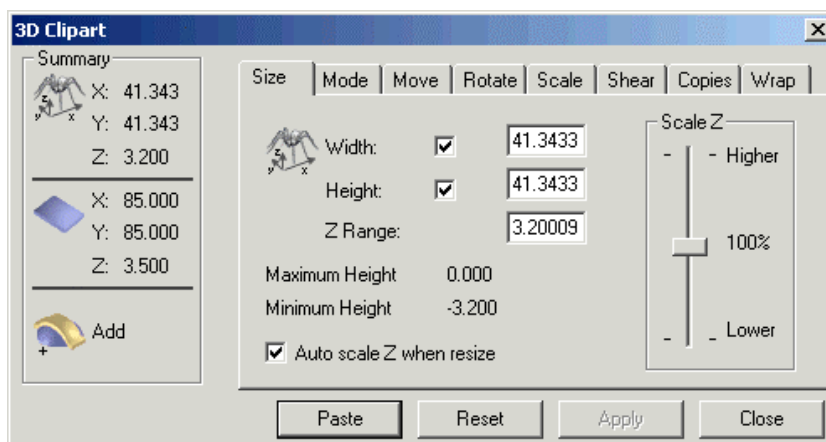 3D Clipart
Summary
X: 41.343
Y: 41.343
Z: 3.200
X: 85.000
Y: 85.000
Z: 3.500
Add
Size Mode Move Rotate Scale Shear Copies Wrap
Width: 41.3433
Height: 41.3433
Z Range: 3.20009
Maximum Height 0.000
Minimum Height -3.200
Auto scale Z when resize
Scale Z
Higher
100%
Lower
Paste Reset Apply Close